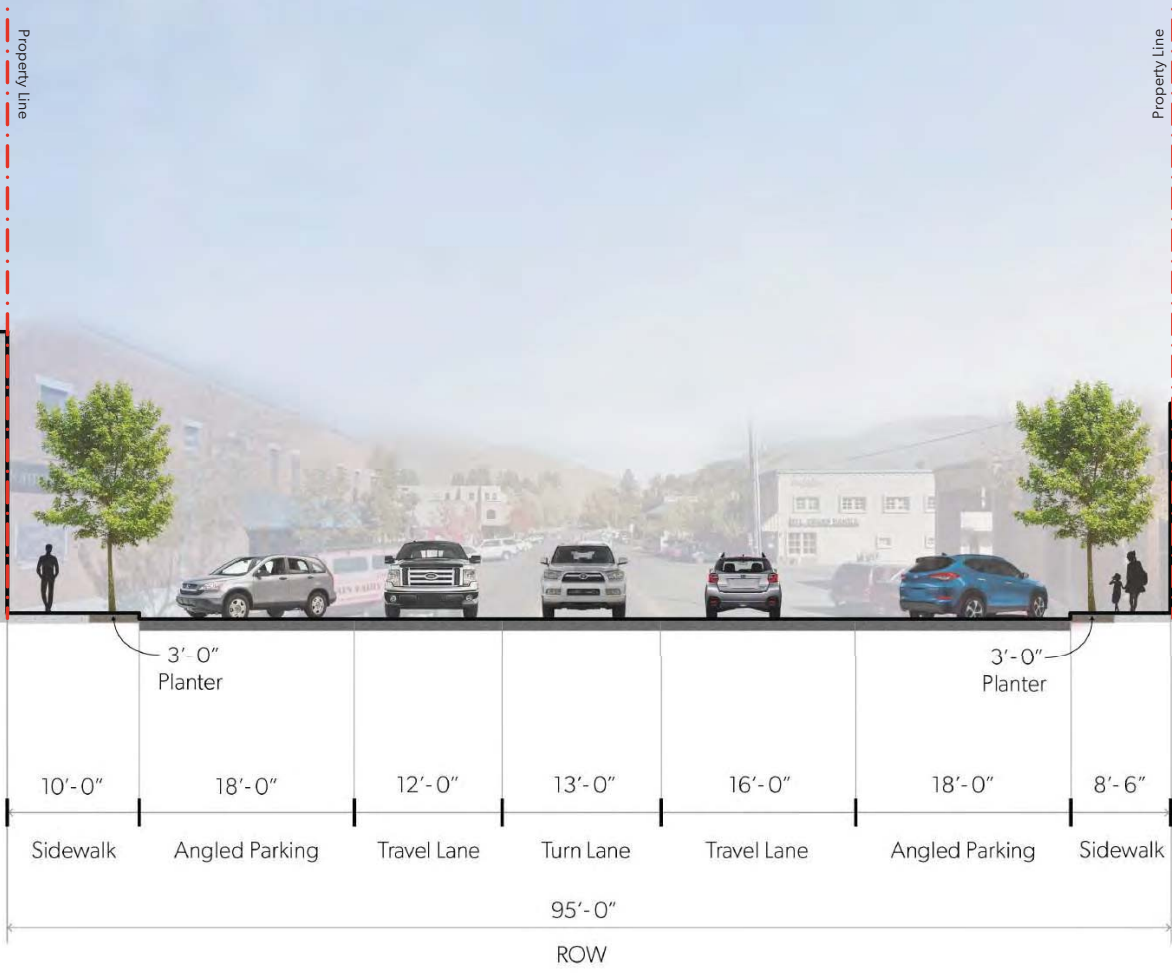 Property Line
Property Line
3'-0"
Planter
3'-0"
Planter
10'-0"
18'-0"
12'-0"
13'-0"
16'-0"
18'-0"
8'-6"
Sidewalk
Angled Parking
Travel Lane
Turn Lane
Travel Lane
Angled Parking
Sidewalk
95'-0"
ROW